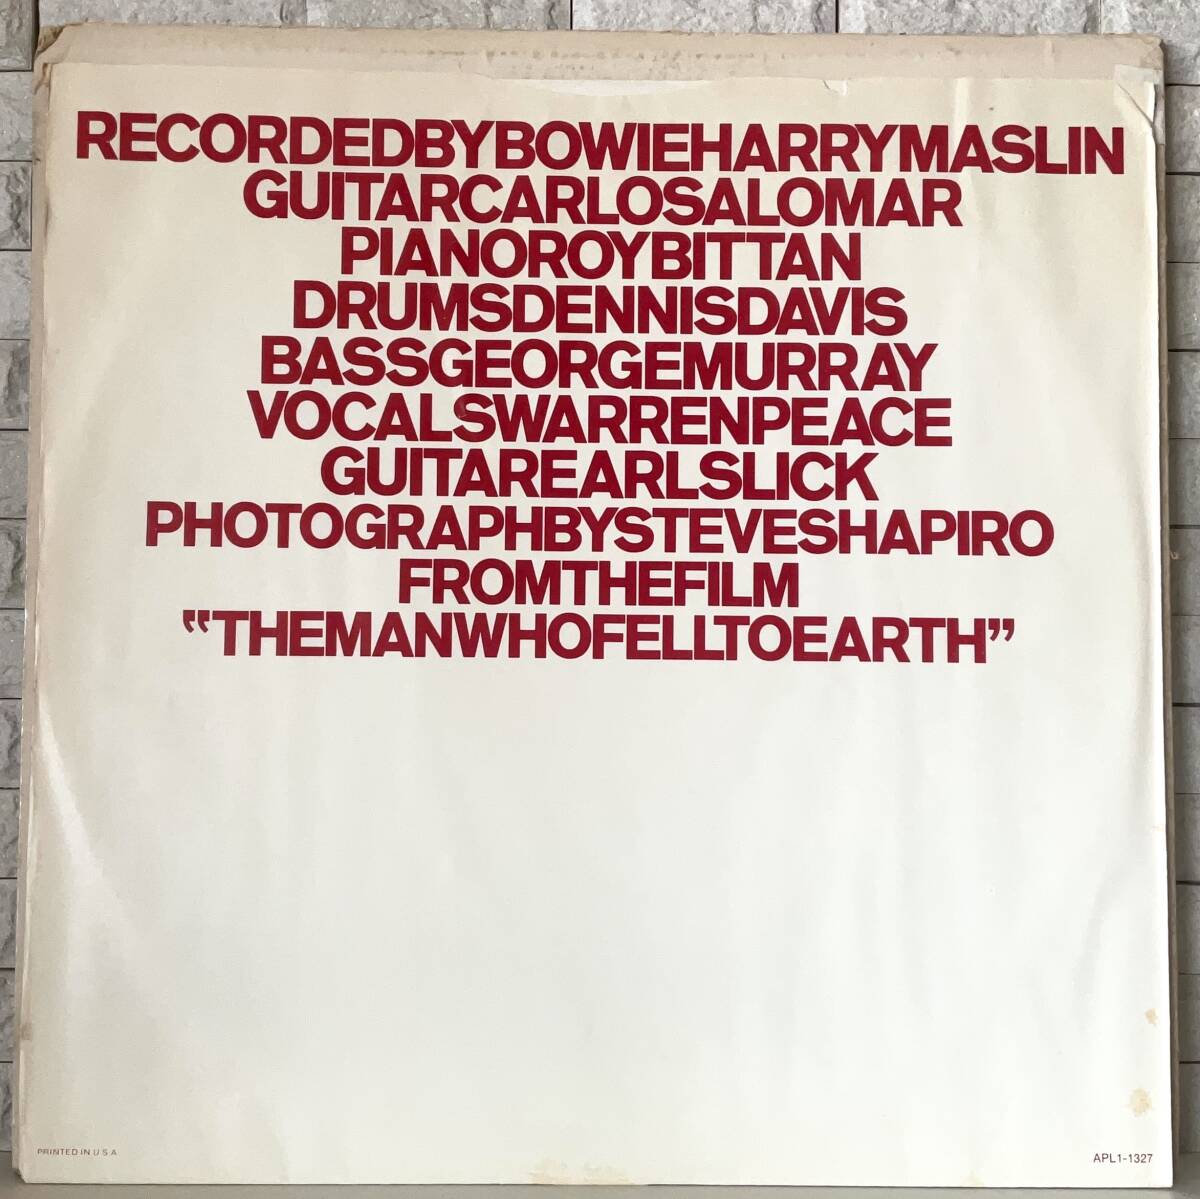 RECORDEDBYBOWIEHARRYMASLIN
GUITARCARLOSALOMAR
PIANOROYBITTAN
DRUMSDENNISDAVIS
BASSGEORGEMURRAY
VOCALSWARRENPEACE
GUITAREARLSLICK
PHOTOGRAPHBYSTEVESHAPIRO
FROMTHEFILM
“THEMANWHOFELLTOEARTH”
PRINTED IN U S A
APL1-1327